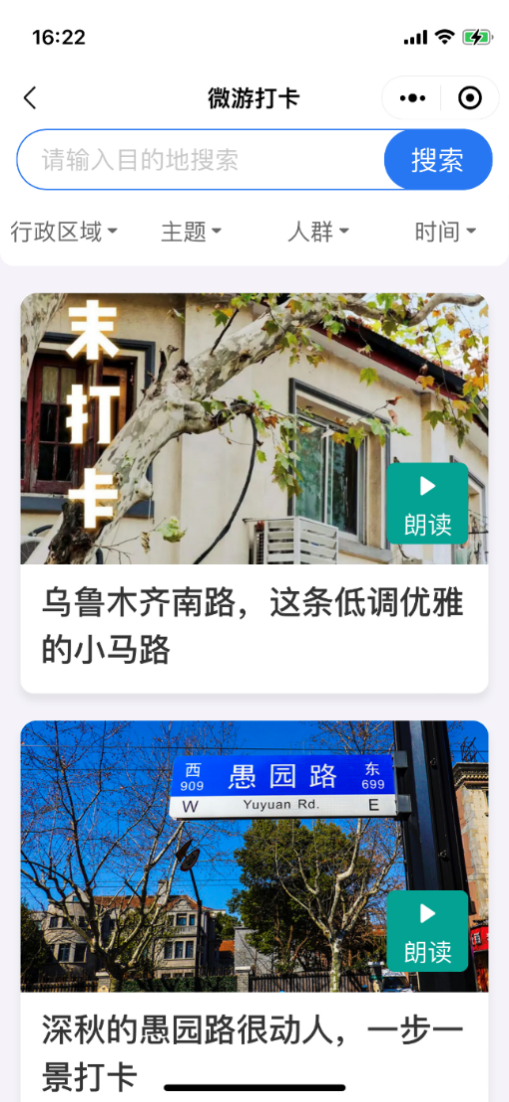 16:22
微游打卡
请输入目的地搜索
搜索
行政区域 主题 人群 时间
末打卡
朗读
乌鲁木齐南路，这条低调优雅
的小马路
西 愚园路 东
909 699
W Yuyuan Rd. E
朗读
深秋的愚园路很动人，一步一
景打卡